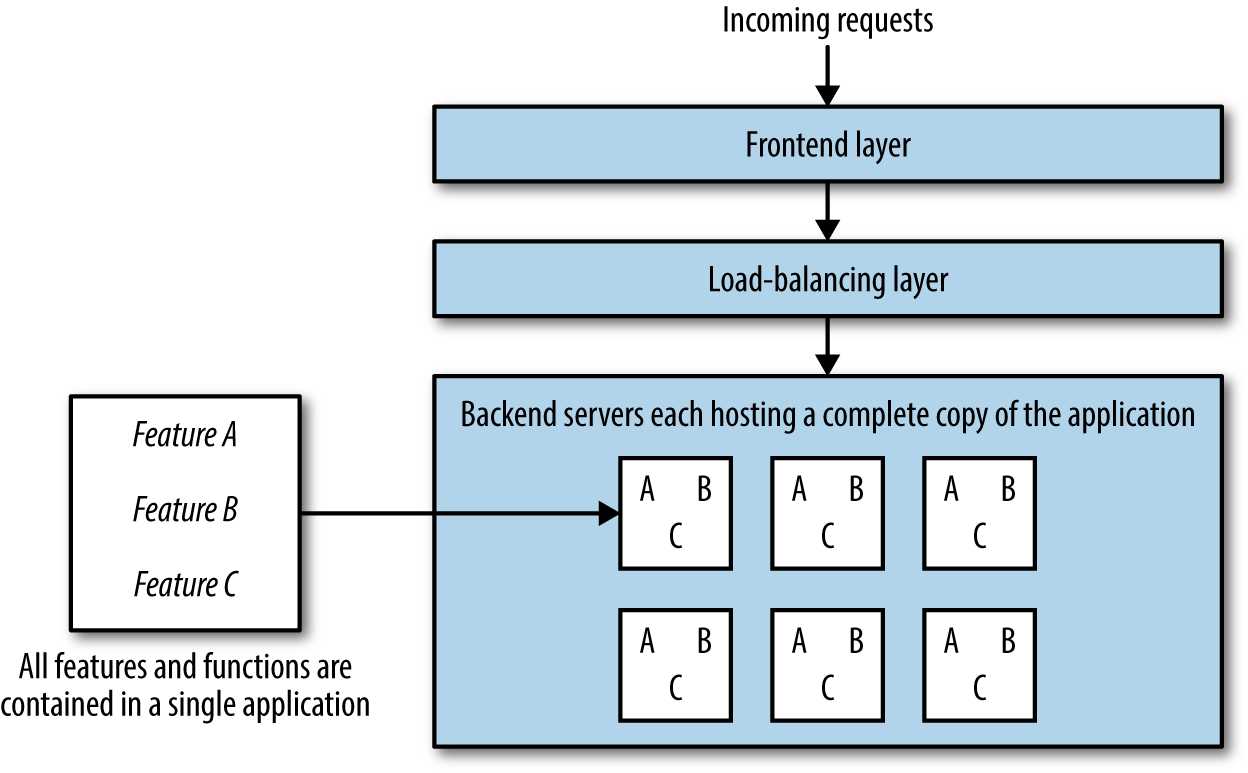 Incoming requests
Frontend layer
Load-balancing layer
Backend servers each hosting a complete copy of the application
Feature A
Feature B
Feature C
All features and functions are
contained in a single application
A B
C
A B
C
A B
C
A B
C
A B
C
A B
C